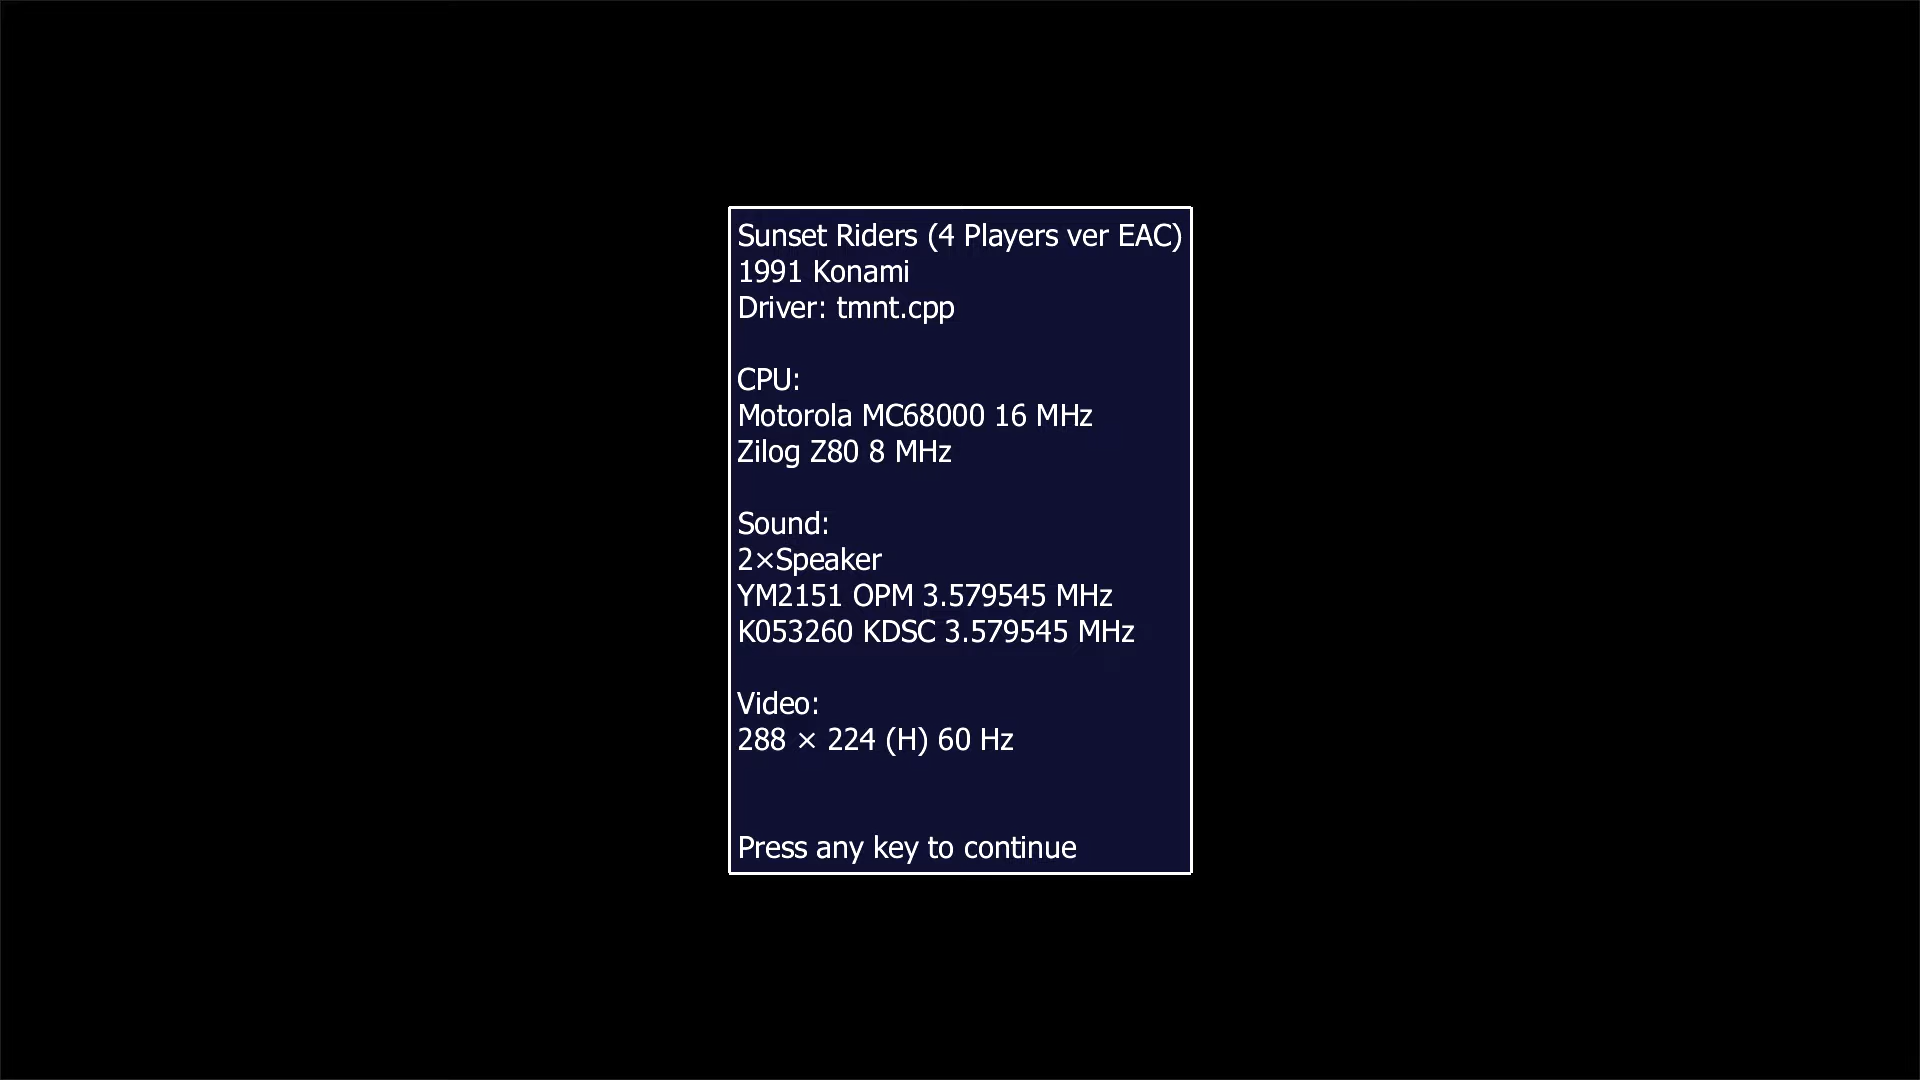 Sunset Riders (4 Players ver EAC)
1991 Konami
Driver: tmnt.cpp
CPU:
Motorola MC68000 16 MHz
Zilog Z80 8 MHz
Sound:
2×Speaker
YM2151 OPM 3.579545 MHz
K053260 KDSC 3.579545 MHz
Video:
288 × 224 (H) 60 Hz
Press any key to continue